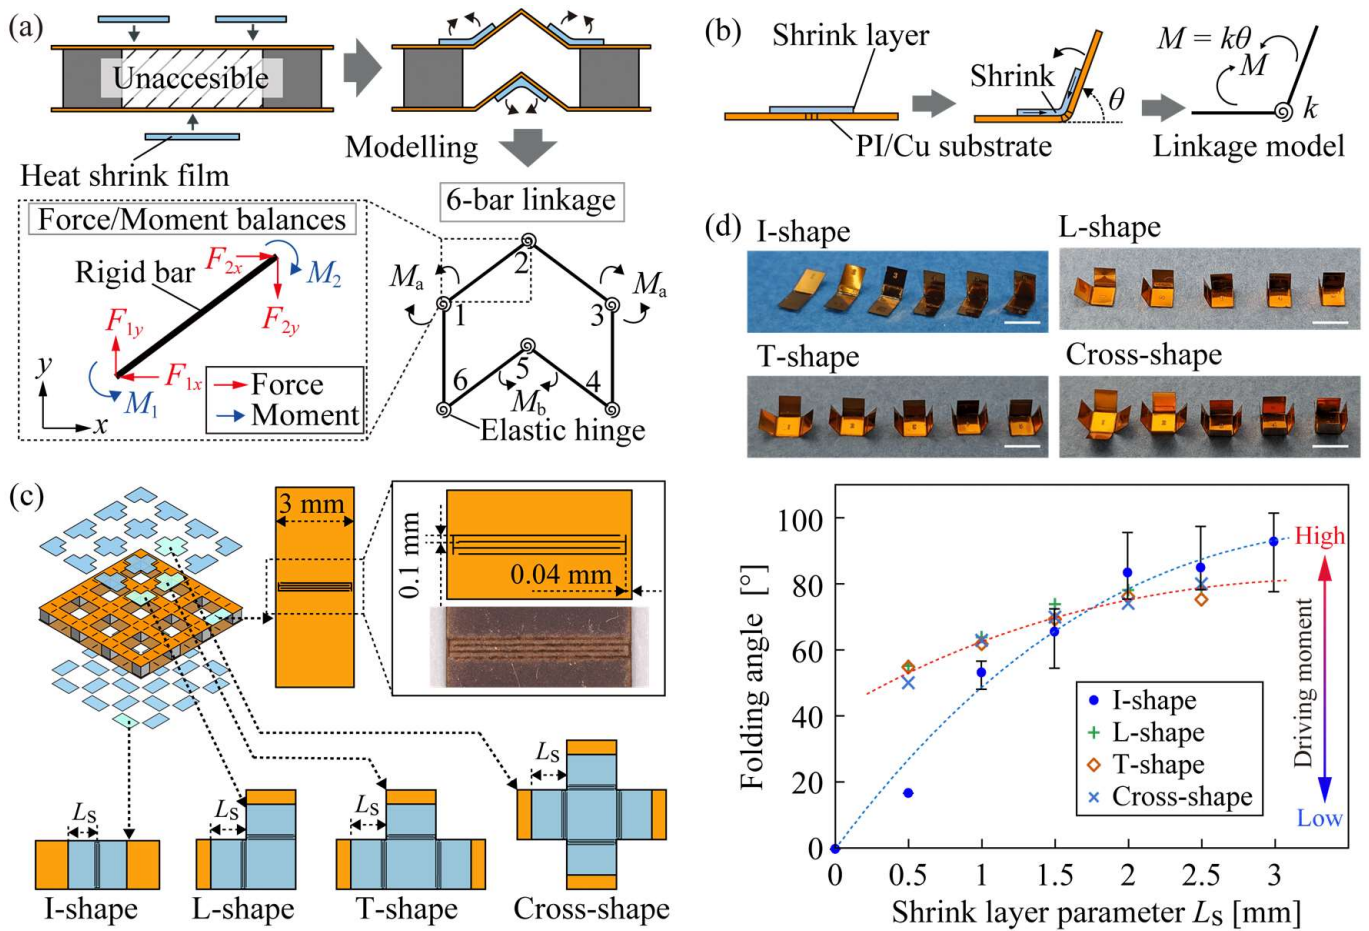 (a)
Unaccesible
Heat shrink film
Modelling
6-bar linkage
Force/Moment balances
Rigid bar
F2x
M2
F1y
F2y
F1x
M1
y
x
Force
Moment
Ma
2
Ma
1
3
5
6
4
Mb
Elastic hinge
(b)
Shrink layer
Shrink
θ
PI/Cu substrate
M = kθ
M
k
Linkage model
(c)
3 mm
0.1 mm
0.04 mm
LS
LS
LS
LS
I-shape
L-shape
T-shape
Cross-shape
(d)
I-shape
L-shape
T-shape
Cross-shape
Folding angle [°]
100
80
60
40
20
0
0
0.5
1
1.5
2
2.5
3
Shrink layer parameter LS [mm]
I-shape
L-shape
T-shape
Cross-shape
High
Driving moment
Low